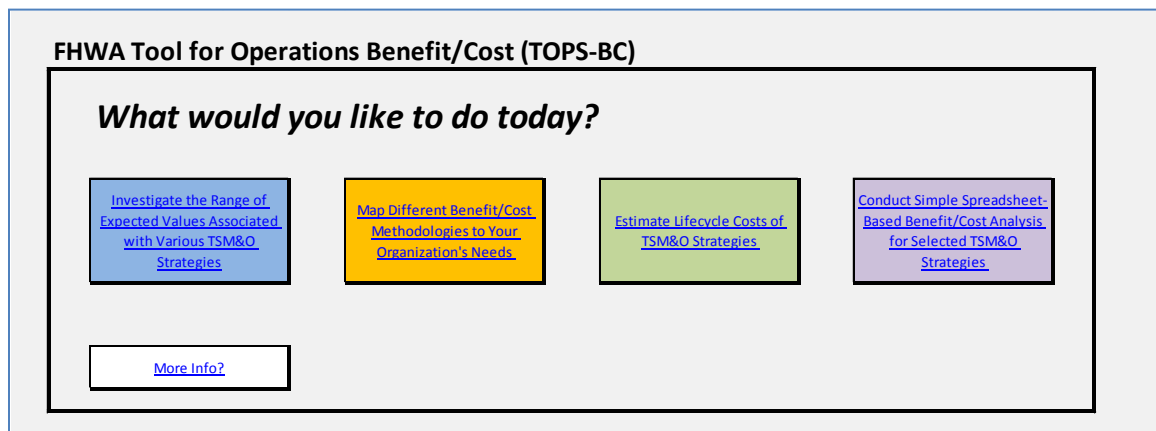 FHWA Tool for Operations Benefit/Cost (TOPS-BC)
What would you like to do today?
Investigate the Range of
Expected Values Associated
with Various TSM&O
Strategies
Map Different Benefit/Cost
Methodologies to Your
Organization's Needs
Estimate Lifecycle Costs of
TSM&O Strategies
Conduct Simple Spreadsheet-
Based Benefit/Cost Analysis
for Selected TSM&O
Strategies
More Info?